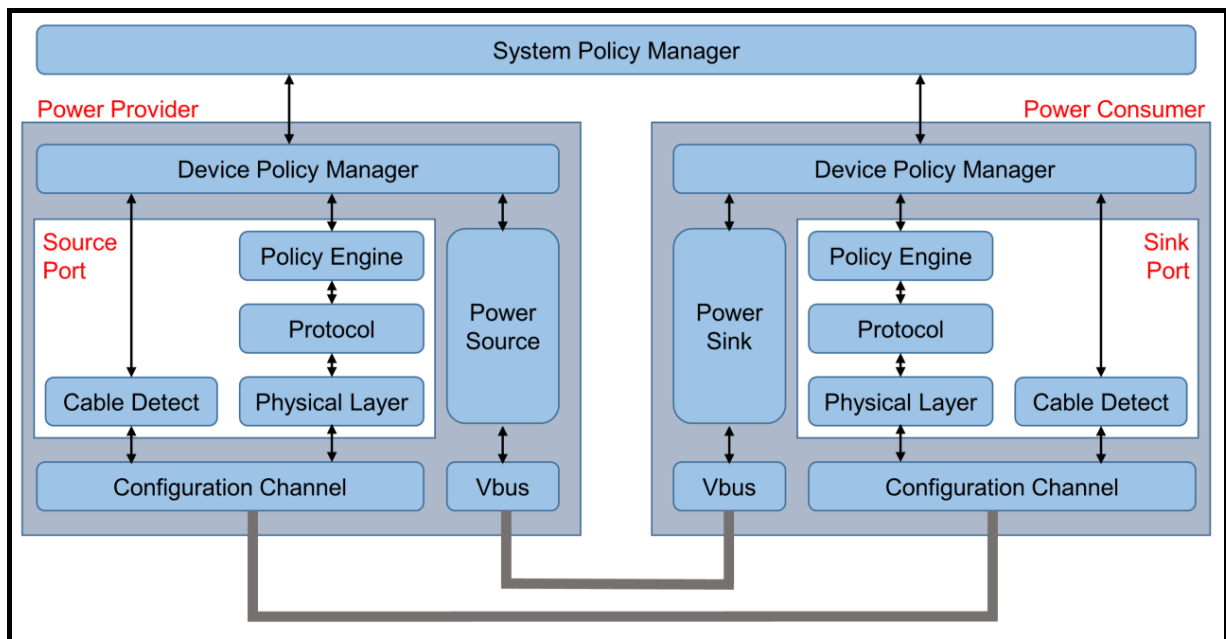 System Policy Manager
Power Provider
Power Consumer
Device Policy Manager
Device Policy Manager
Source
Port
Policy Engine
Protocol
Cable Detect
Physical Layer
Power
Source
Configuration Channel
Vbus
Power
Sink
Policy Engine
Protocol
Physical Layer
Sink
Port
Cable Detect
Vbus
Configuration Channel